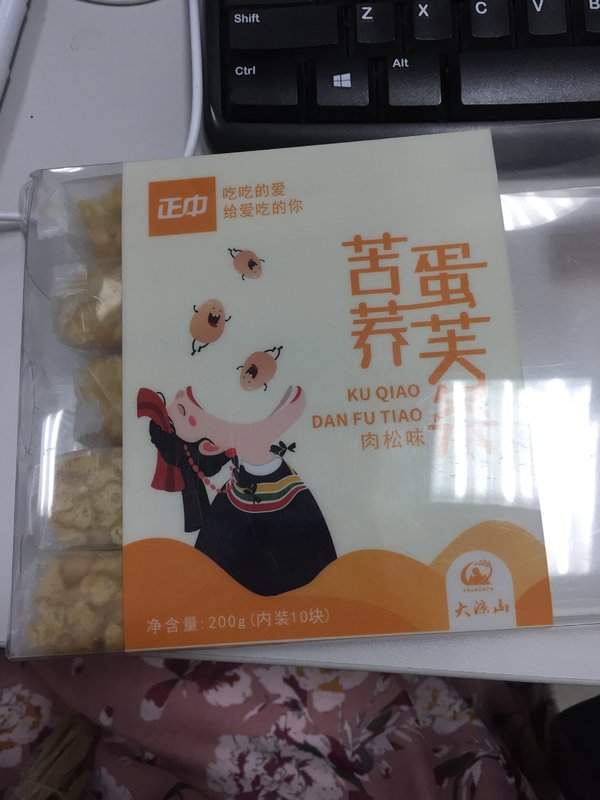 Shift
Z
X
C
V
B
Ctrl
Alt
正中
吃吃的爱
给爱吃的你
苦荞
蛋芙条
KU QIAO
DAN FU TIAO
肉松味
净含量:200g(内装10块)
大凉山